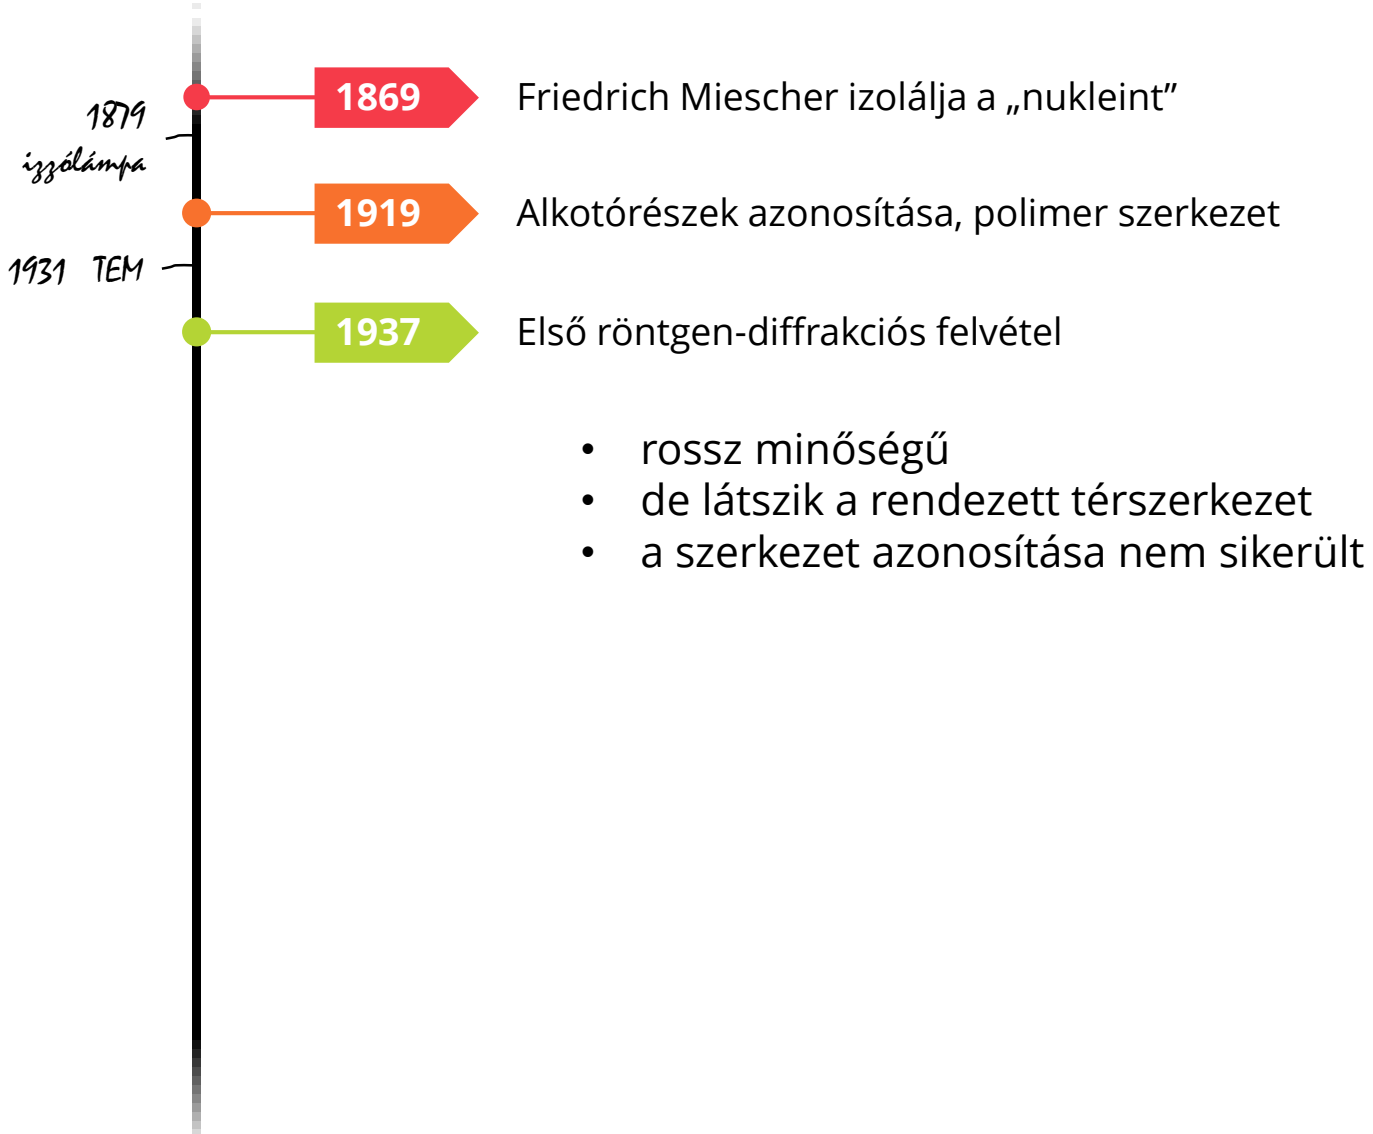 1869 Friedrich Miescher izolálja a „nukleint”
1879
izzólámpa
1919 Alkotórészek azonosítása, polimer szerkezet
1931 TEM
1937 Első röntgen-diffrakciós felvétel
• rossz minőségű
• de látszik a rendezett térszerkezet
• a szerkezet azonosítása nem sikerült